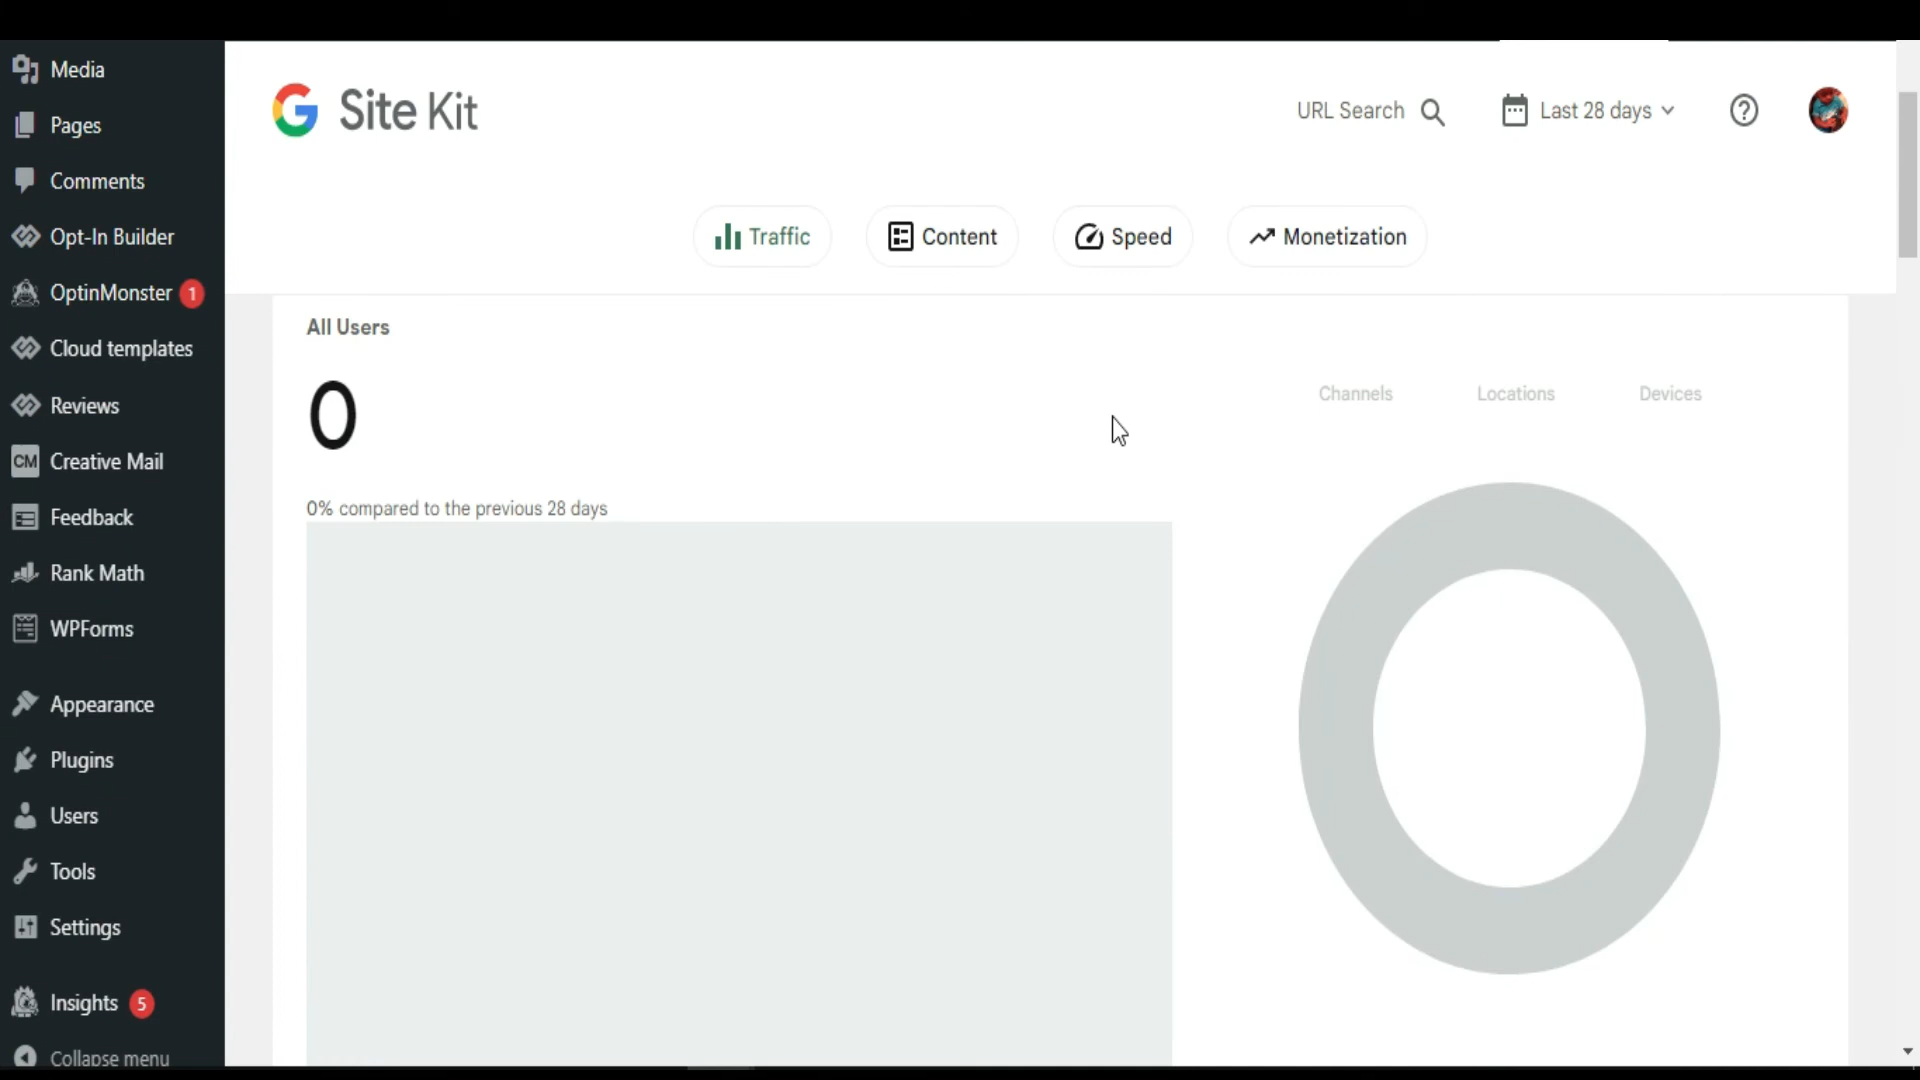 Media
Pages
Comments
Opt-In Builder
OptinMonster 1
Cloud templates
Reviews
CM Creative Mail
Feedback
Rank Math
WPForms
Appearance
Plugins
Users
Tools
Settings
Insights 5
Collapse menu
G Site Kit
URL Search
Last 28 days
?
Traffic
Content
Speed
Monetization
All Users
0
0% compared to the previous 28 days
Channels
Locations
Devices